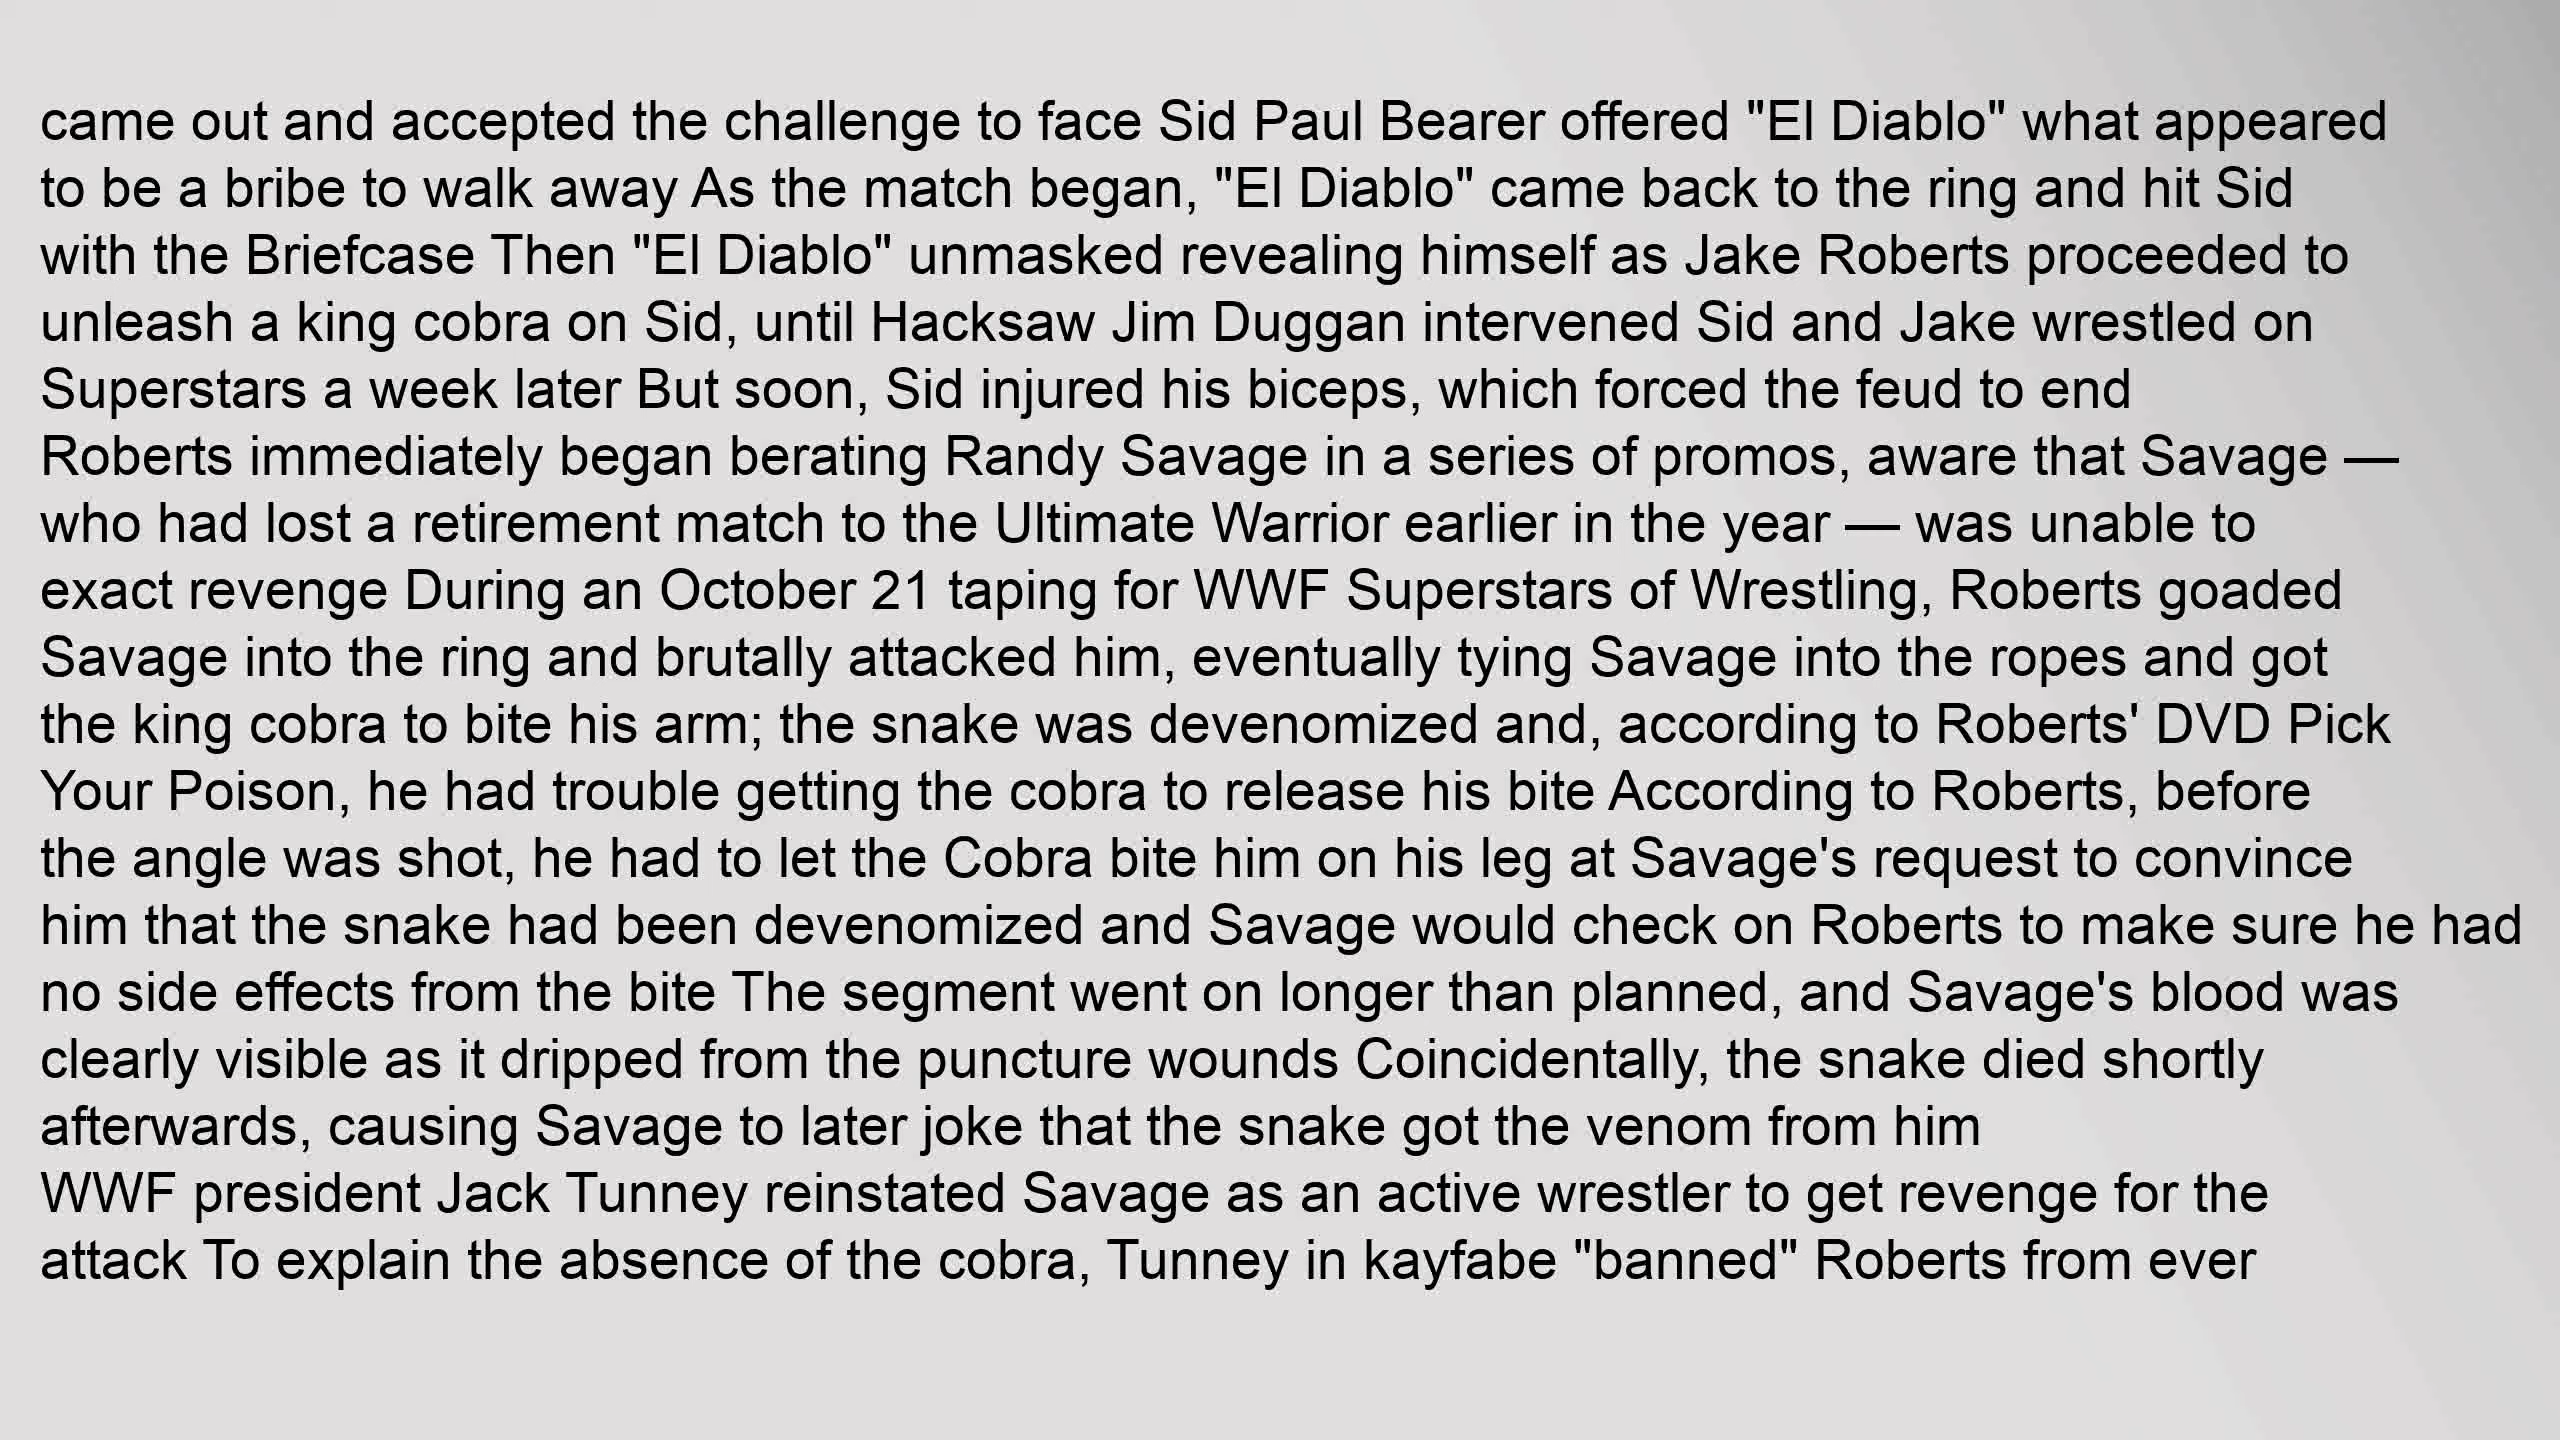 came out and accepted the challenge to face Sid Paul Bearer offered "El Diablo" what appeared
to be a bribe to walk away As the match began, "El Diablo" came back to the ring and hit Sid
with the Briefcase Then "El Diablo" unmasked revealing himself as Jake Roberts proceeded to
unleash a king cobra on Sid, until Hacksaw Jim Duggan intervened Sid and Jake wrestled on
Superstars a week later But soon, Sid injured his biceps, which forced the feud to end
Roberts immediately began berating Randy Savage in a series of promos, aware that Savage —
who had lost a retirement match to the Ultimate Warrior earlier in the year — was unable to
exact revenge During an October 21 taping for WWF Superstars of Wrestling, Roberts goaded
Savage into the ring and brutally attacked him, eventually tying Savage into the ropes and got
the king cobra to bite his arm; the snake was devenomized and, according to Roberts' DVD Pick
Your Poison, he had trouble getting the cobra to release his bite According to Roberts, before
the angle was shot, he had to let the Cobra bite him on his leg at Savage's request to convince
him that the snake had been devenomized and Savage would check on Roberts to make sure he had
no side effects from the bite The segment went on longer than planned, and Savage's blood was
clearly visible as it dripped from the puncture wounds Coincidentally, the snake died shortly
afterwards, causing Savage to later joke that the snake got the venom from him
WWF president Jack Tunney reinstated Savage as an active wrestler to get revenge for the
attack To explain the absence of the cobra, Tunney in kayfabe "banned" Roberts from ever